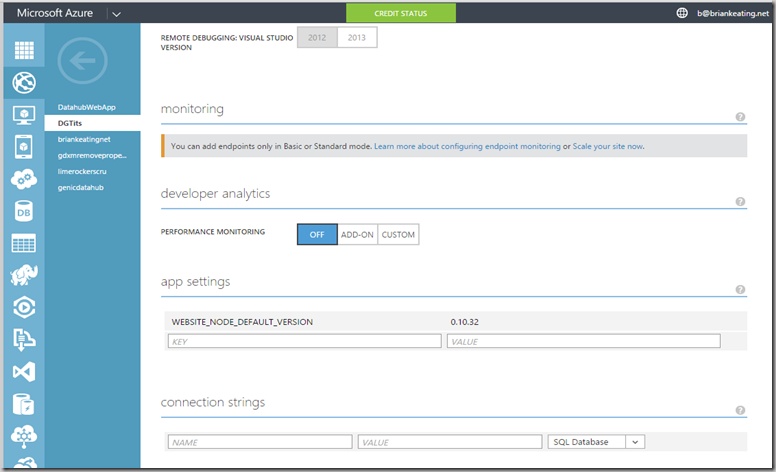 Microsoft Azure
CREDIT STATUS
b@briankeating.net
REMOTE DEBUGGING: VISUAL STUDIO
VERSION
2012 2013
DatahubWebApp
DGTits
briankeatingnet
gdxmremoveprope...
limerockerscru
genicdatahub
DB
monitoring
?
You can add endpoints only in Basic or Standard mode. Learn more about configuring endpoint monitoring or Scale your site now.
developer analytics
?
PERFORMANCE MONITORING
OFF ADD-ON CUSTOM
app settings
?
WEBSITE_NODE_DEFAULT_VERSION 0.10.32
KEY VALUE
connection strings
?
NAME VALUE SQL Database